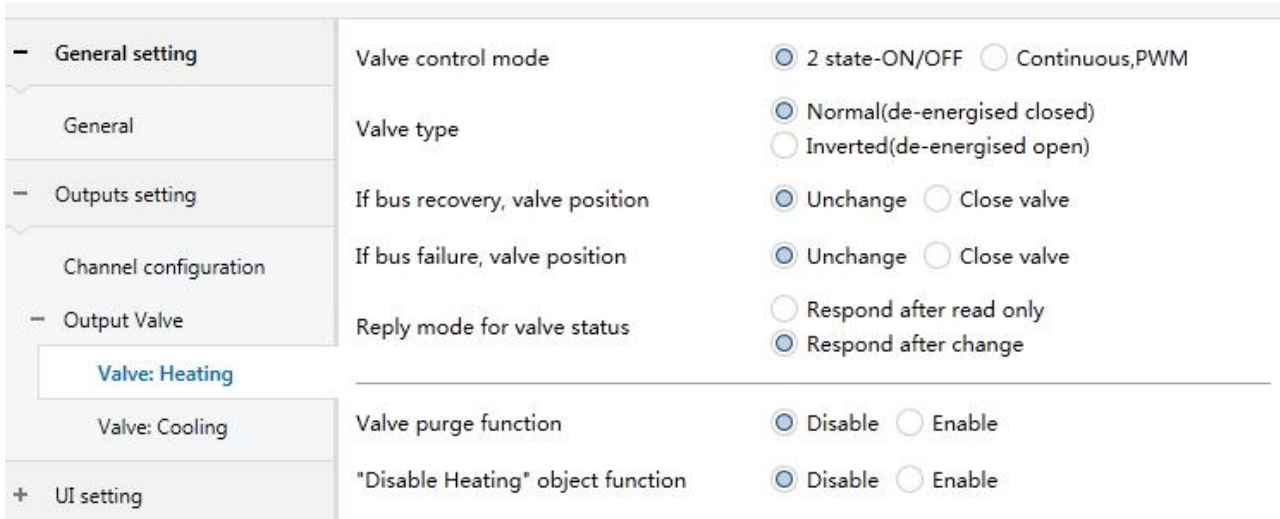 General setting
General
Outputs setting
Channel configuration
Output Valve
Valve: Heating
Valve: Cooling
UI setting
Valve control mode 2 state-ON/OFF Continuous,PWM
Valve type Normal(de-energised closed)
Inverted(de-energised open)
If bus recovery, valve position Unchange Close valve
If bus failure, valve position Unchange Close valve
Reply mode for valve status Respond after read only
Respond after change
Valve purge function Disable Enable
"Disable Heating" object function Disable Enable